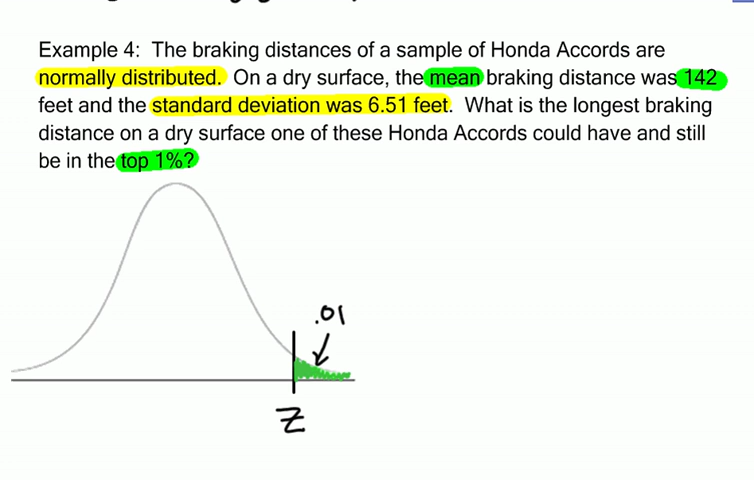 Example 4: The braking distances of a sample of Honda Accords are
normally distributed. On a dry surface, the mean braking distance was 142
feet and the standard deviation was 6.51 feet. What is the longest braking
distance on a dry surface one of these Honda Accords could have and still
be in the top 1%?
.01
Z